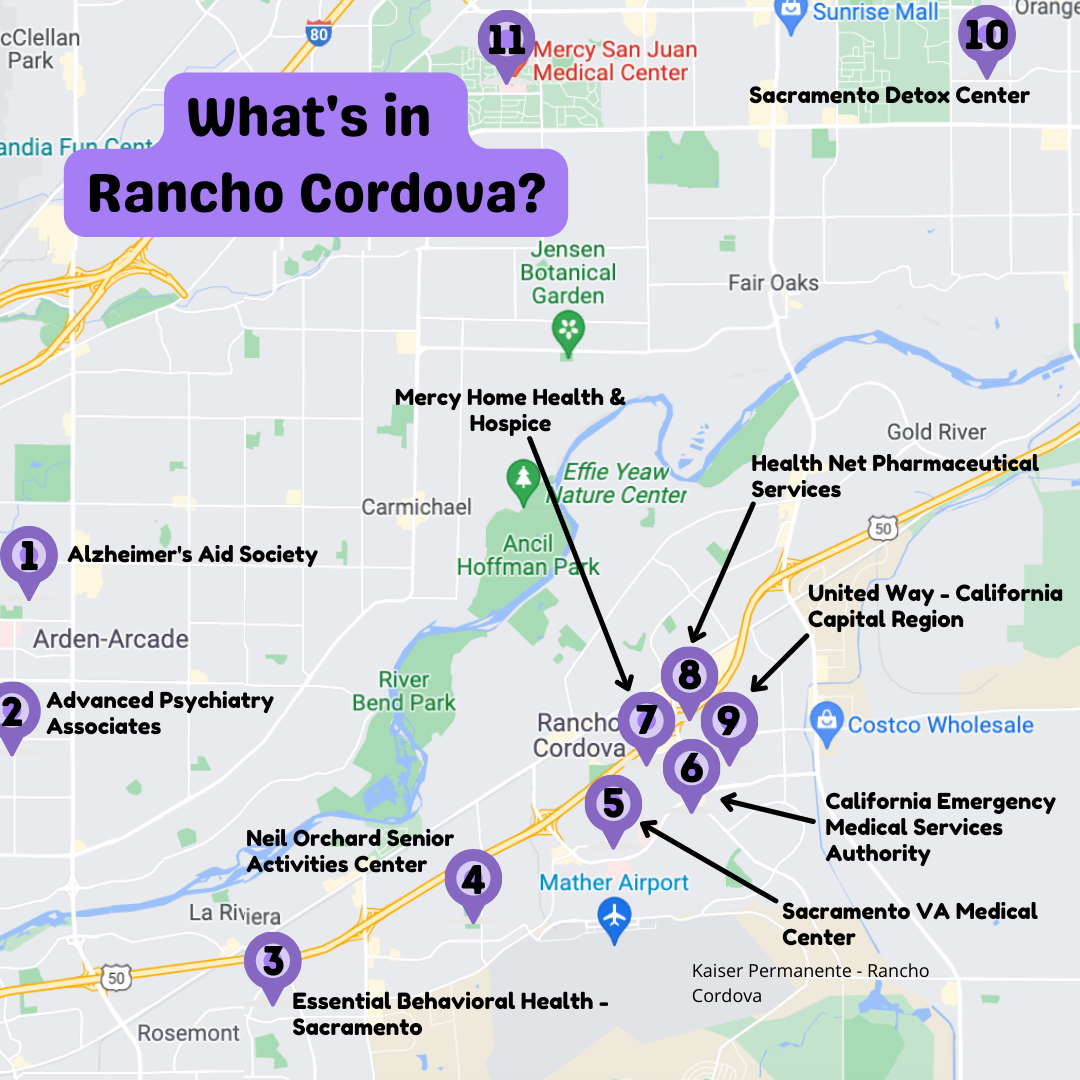 80
11
Mercy San Juan
Medical Center
Sunrise Mall
10
Orange
cClellan
Park
Sacramento Detox Center
What's in
Rancho Cordova?
andia Fun Cent
Jensen
Botanical
Garden
Fair Oaks
Mercy Home Health &
Hospice
Gold River
Health Net Pharmaceutical
Services
Effie Yeaw
Nature Center
Carmichael
50
Ancil
Hoffman Park
1
Alzheimer's Aid Society
United Way - California
Capital Region
Arden-Arcade
River
Bend Park
8
2
Advanced Psychiatry
Associates
Rancho
Cordova
7
9
Costco Wholesale
6
5
California Emergency
Medical Services
Authority
Neil Orchard Senior
Activities Center
4
Mather Airport
La Riviera
Sacramento VA Medical
Center
3
50
Kaiser Permanente - Rancho
Cordova
Essential Behavioral Health -
Sacramento
Rosemont